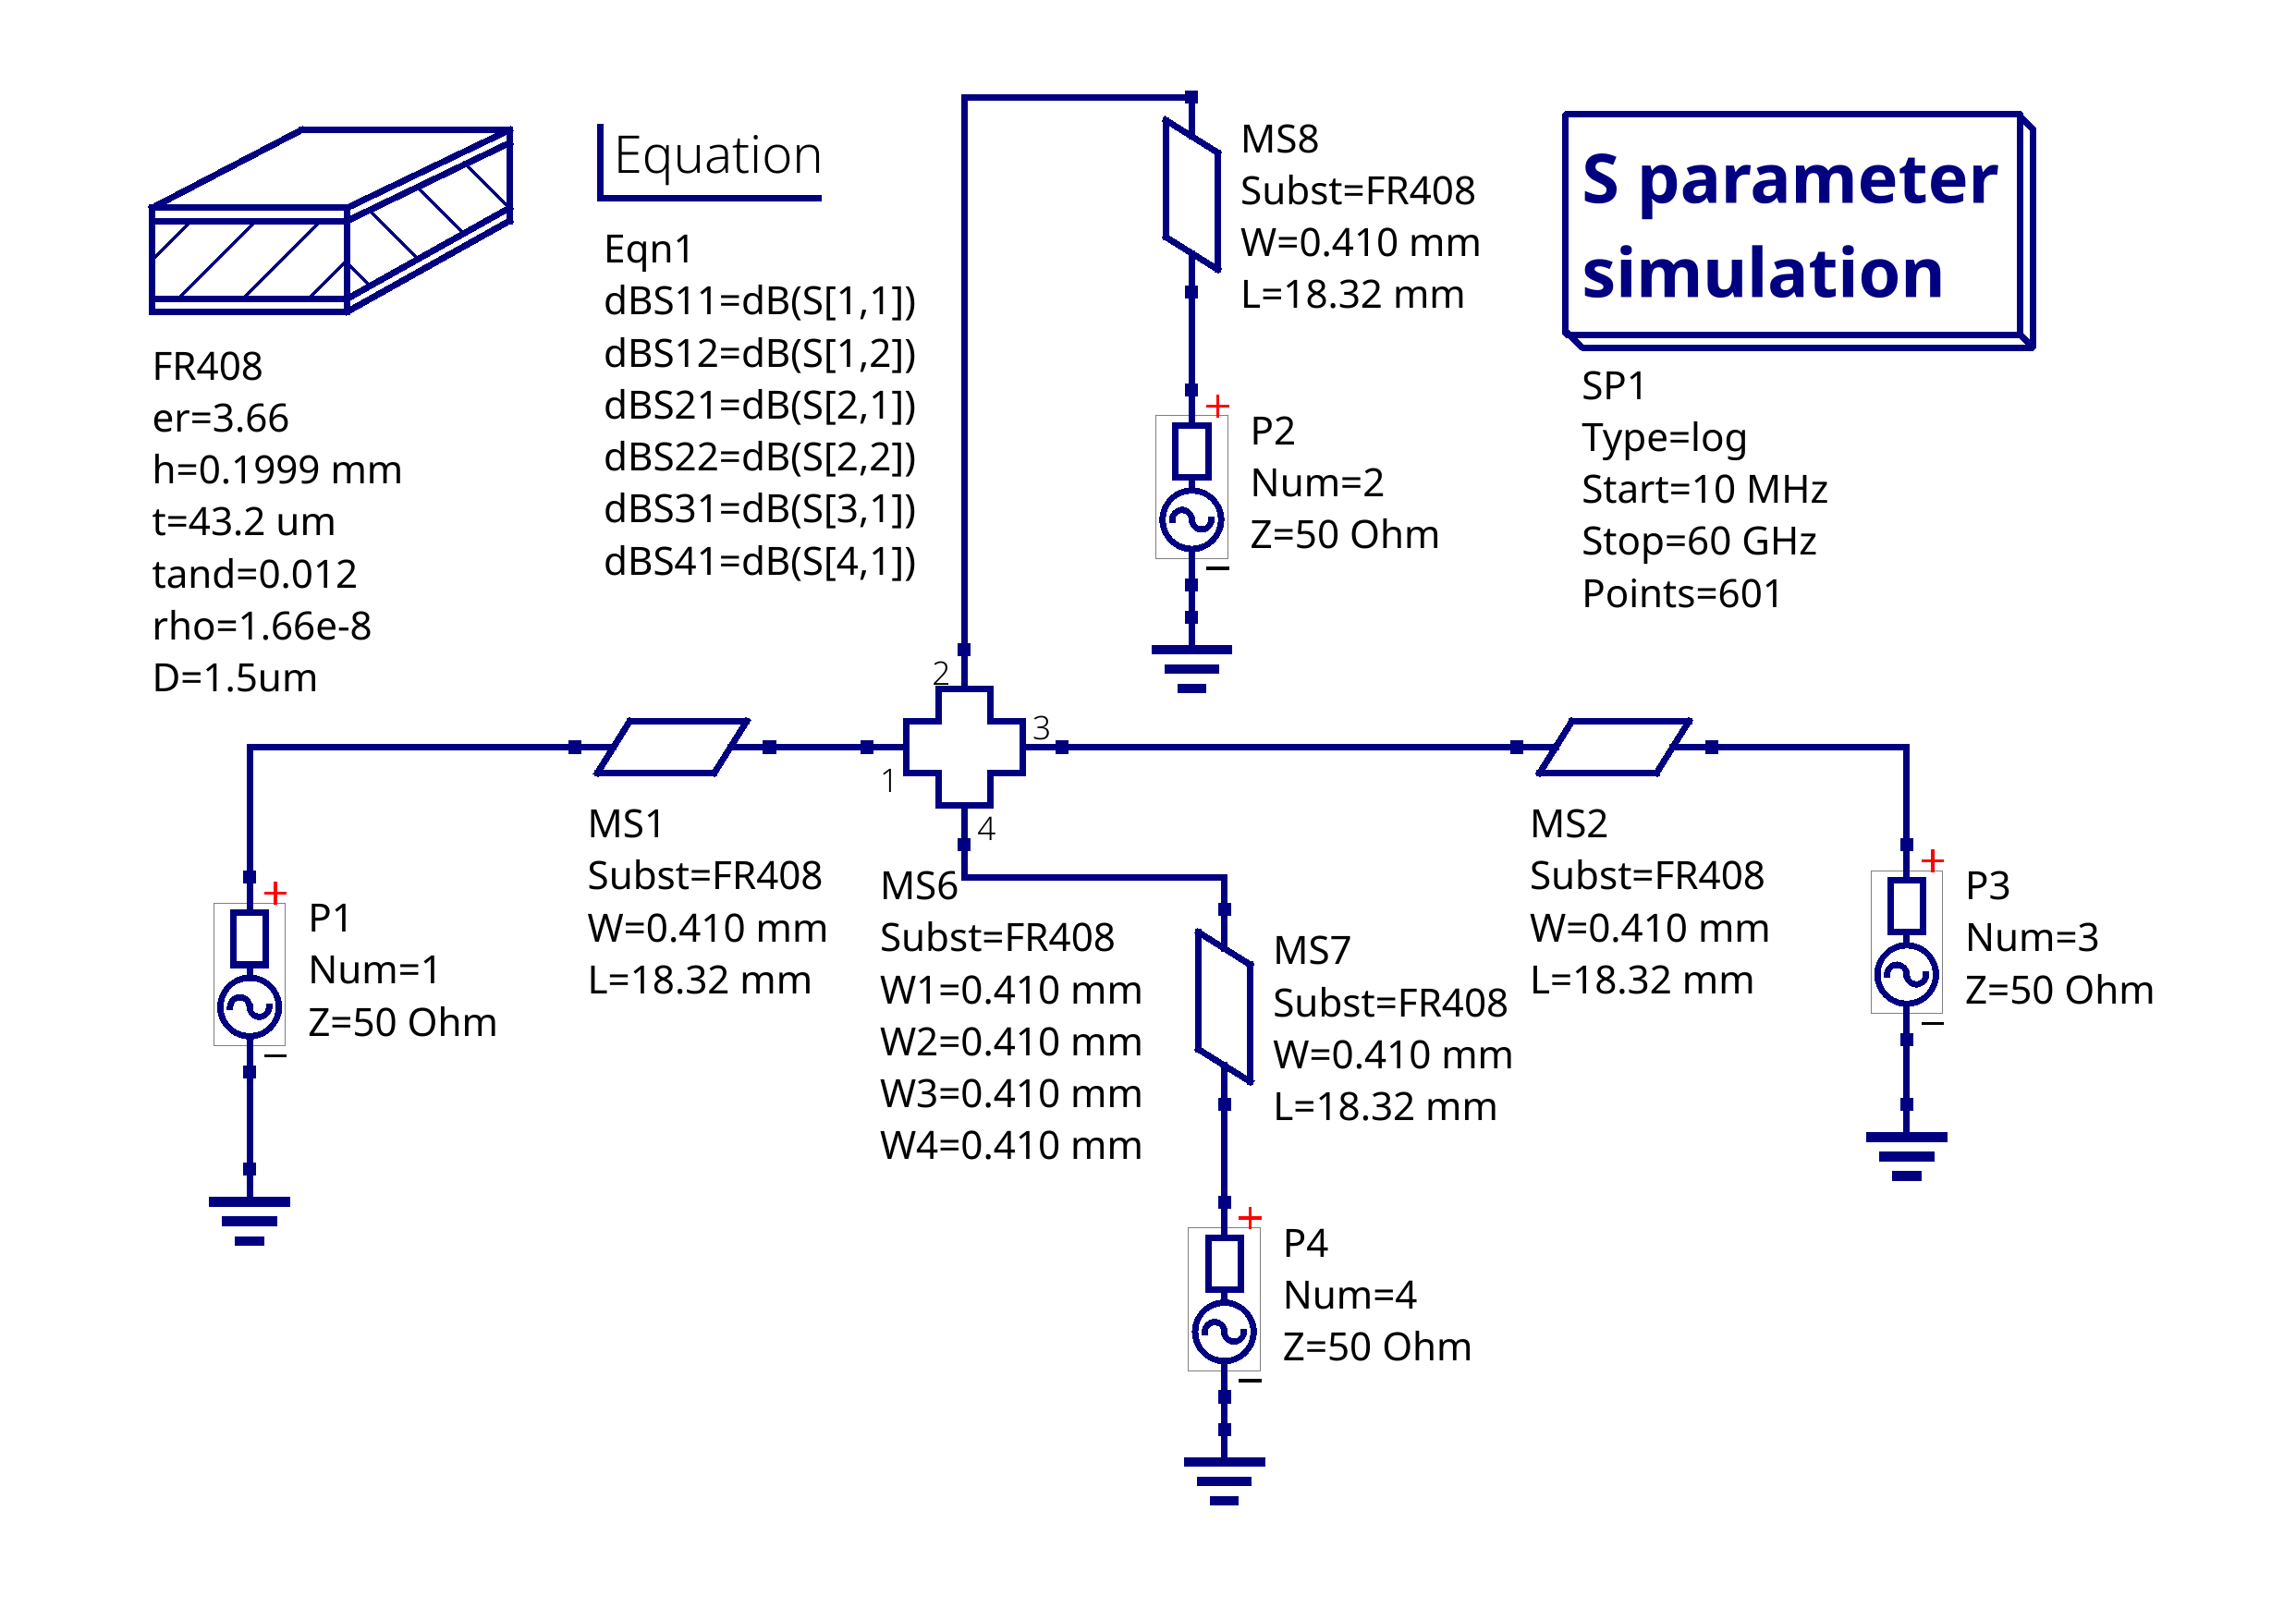 FR408
er=3.66
h=0.1999 mm
t=43.2 um
tand=0.012
rho=1.66e-8
D=1.5um
Equation
Eqn1
dBS11=dB(S[1,1])
dBS12=dB(S[1,2])
dBS21=dB(S[2,1])
dBS22=dB(S[2,2])
dBS31=dB(S[3,1])
dBS41=dB(S[4,1])
MS8
Subst=FR408
W=0.410 mm
L=18.32 mm
+
P2
Num=2
Z=50 Ohm
−
S parameter
simulation
SP1
Type=log
Start=10 MHz
Stop=60 GHz
Points=601
2
3
1
4
MS1
Subst=FR408
W=0.410 mm
L=18.32 mm
+
P1
Num=1
Z=50 Ohm
−
MS6
Subst=FR408
W1=0.410 mm
W2=0.410 mm
W3=0.410 mm
W4=0.410 mm
MS7
Subst=FR408
W=0.410 mm
L=18.32 mm
+
P4
Num=4
Z=50 Ohm
−
MS2
Subst=FR408
W=0.410 mm
L=18.32 mm
+
P3
Num=3
Z=50 Ohm
−